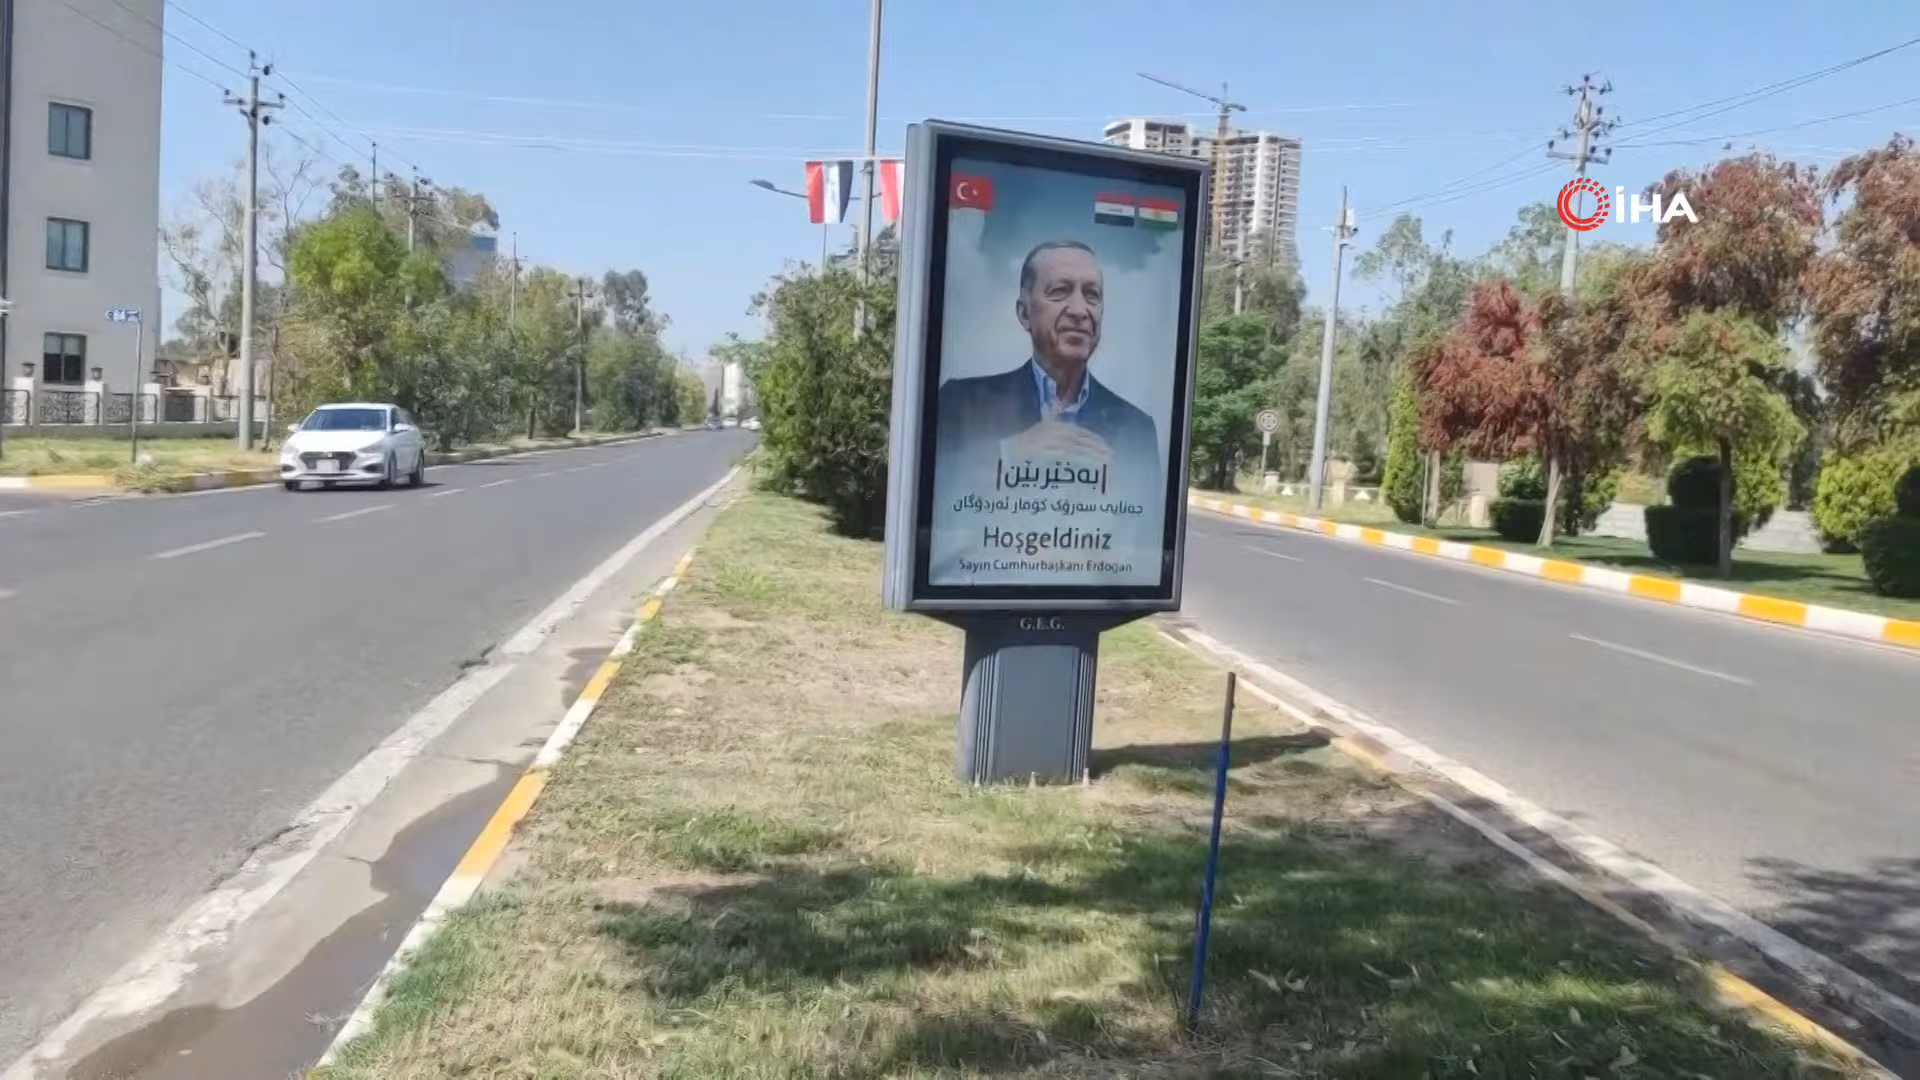 İHA
|بەخێربێن|
جەنابی سەرۆک کۆمار ئەردۆگان
Hoşgeldiniz
Sayın Cumhurbaşkanı Erdoğan
G.E.G.